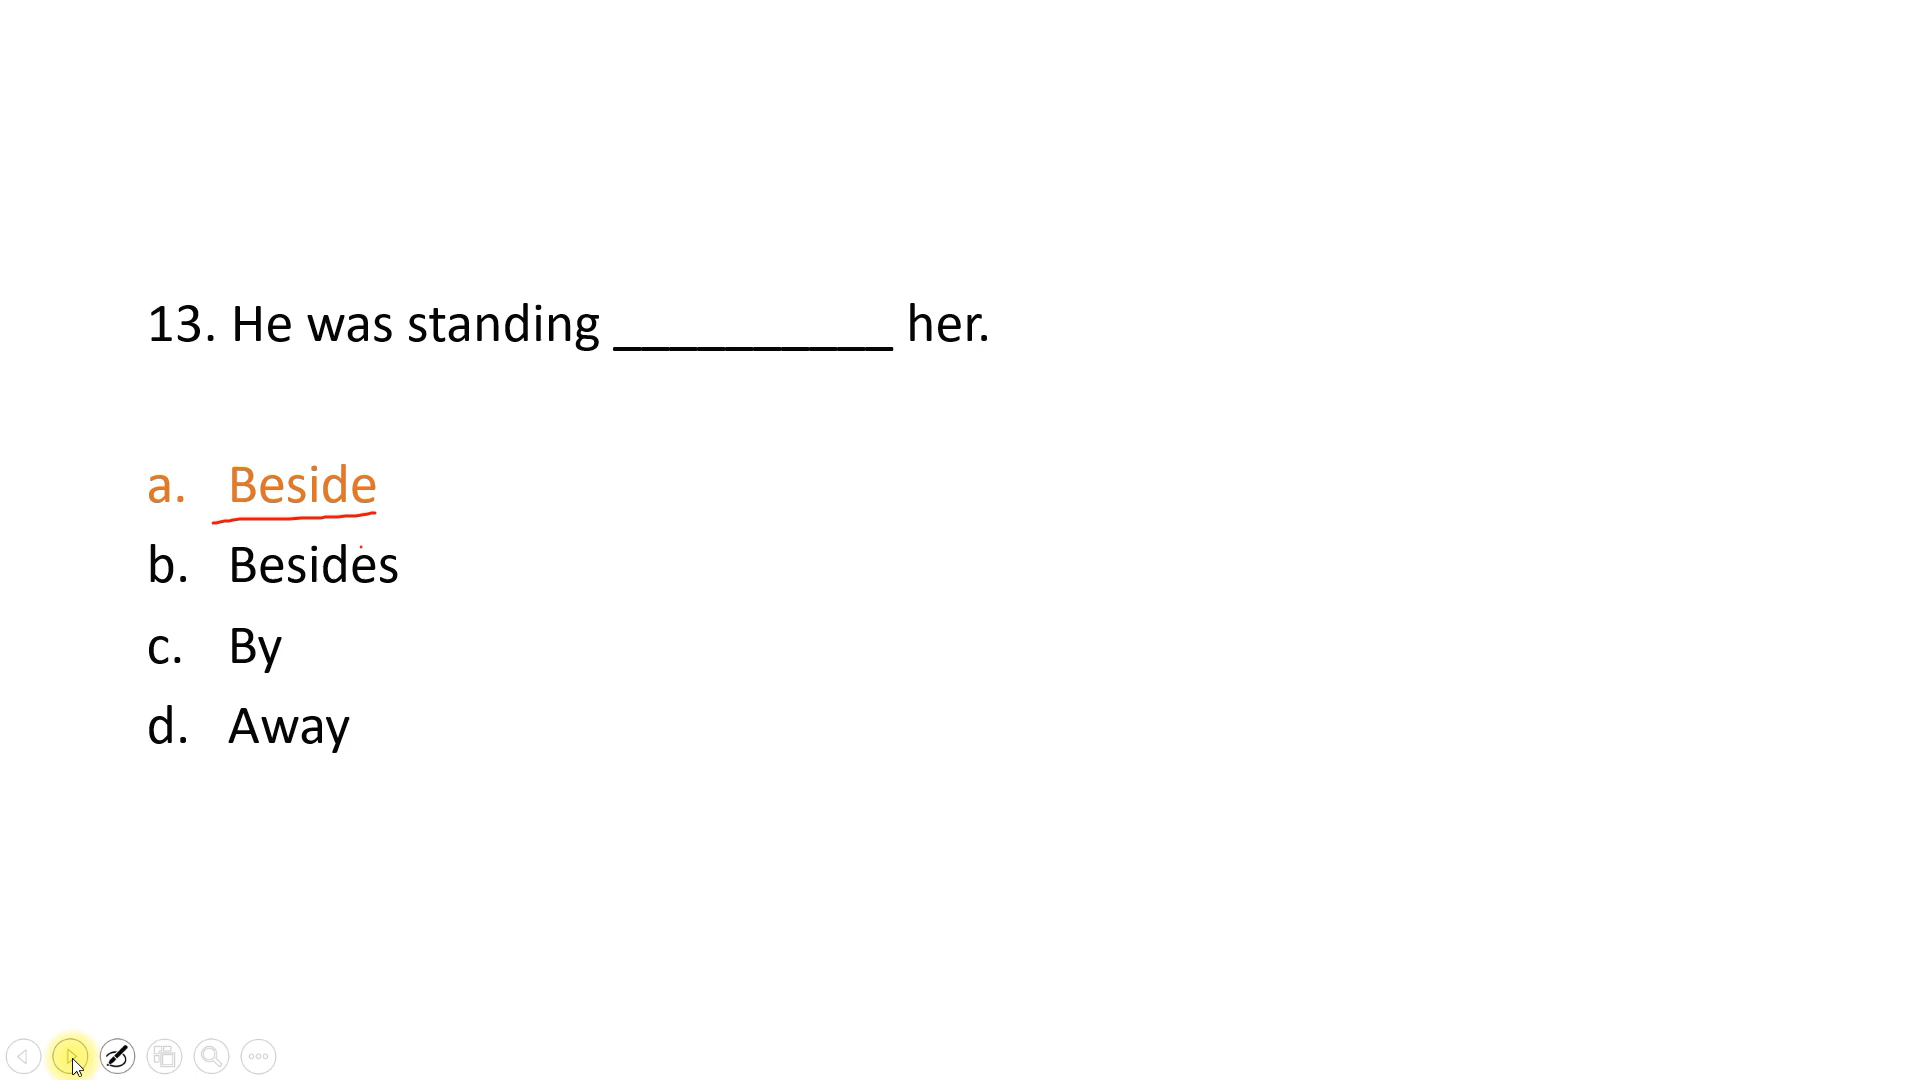 13. He was standing __________ her.
a. Beside
b. Besides
c. By
d. Away